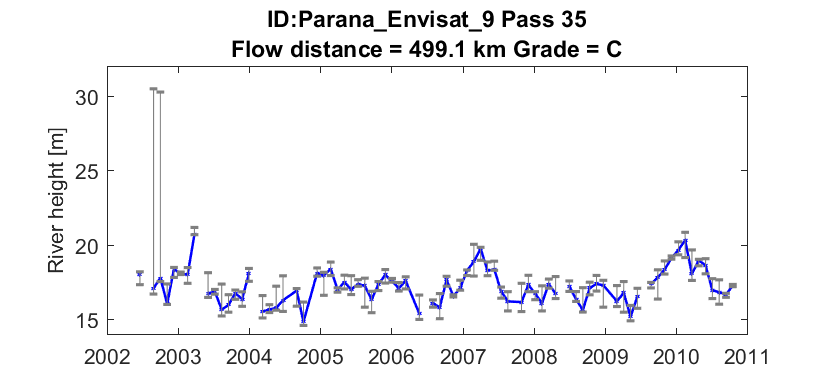 ID:Parana_Envisat_9 Pass 35
Flow distance = 499.1 km Grade = C
River height [m]
30
25
20
15
2002 2003 2004 2005 2006 2007 2008 2009 2010 2011